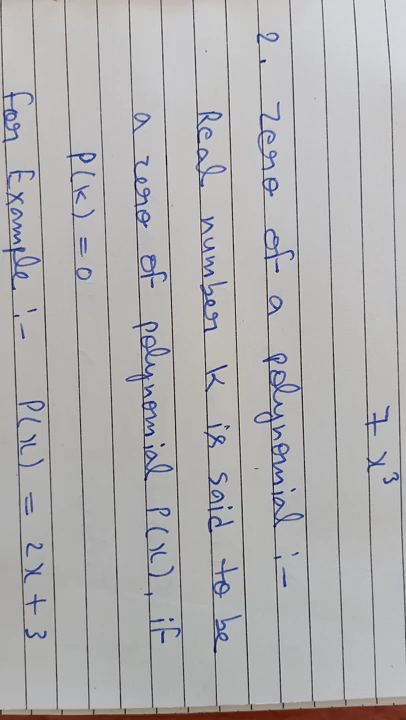 7x³
2. Zero of a polynomial :-
Real number K is said to be
a zero of polynomial P(x), if
P(K) = 0
for Example :- P(x) = 2x + 3